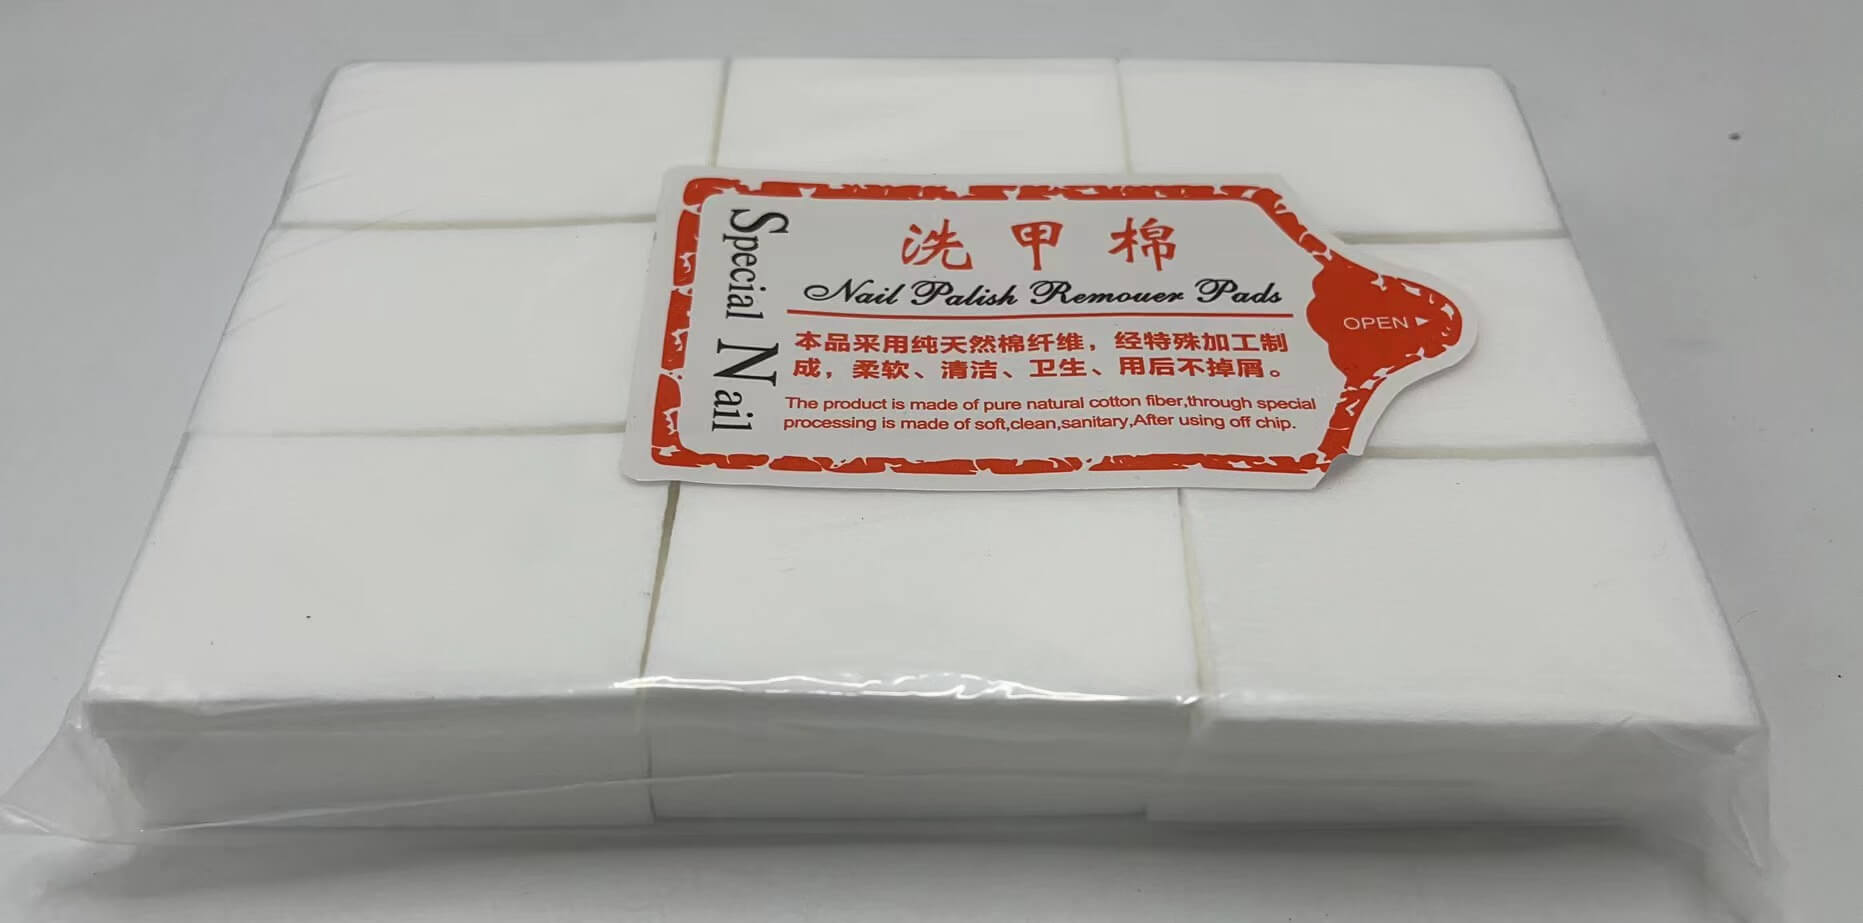 Special Nail
洗甲棉
Nail Palish Remouer Pads
本品采用纯天然棉纤维，经特殊加工制
成，柔软、清洁、卫生、用后不掉屑。
The product is made of pure natural cotton fiber,through special
processing is made of soft,clean,sanitary,After using off chip.
OPEN